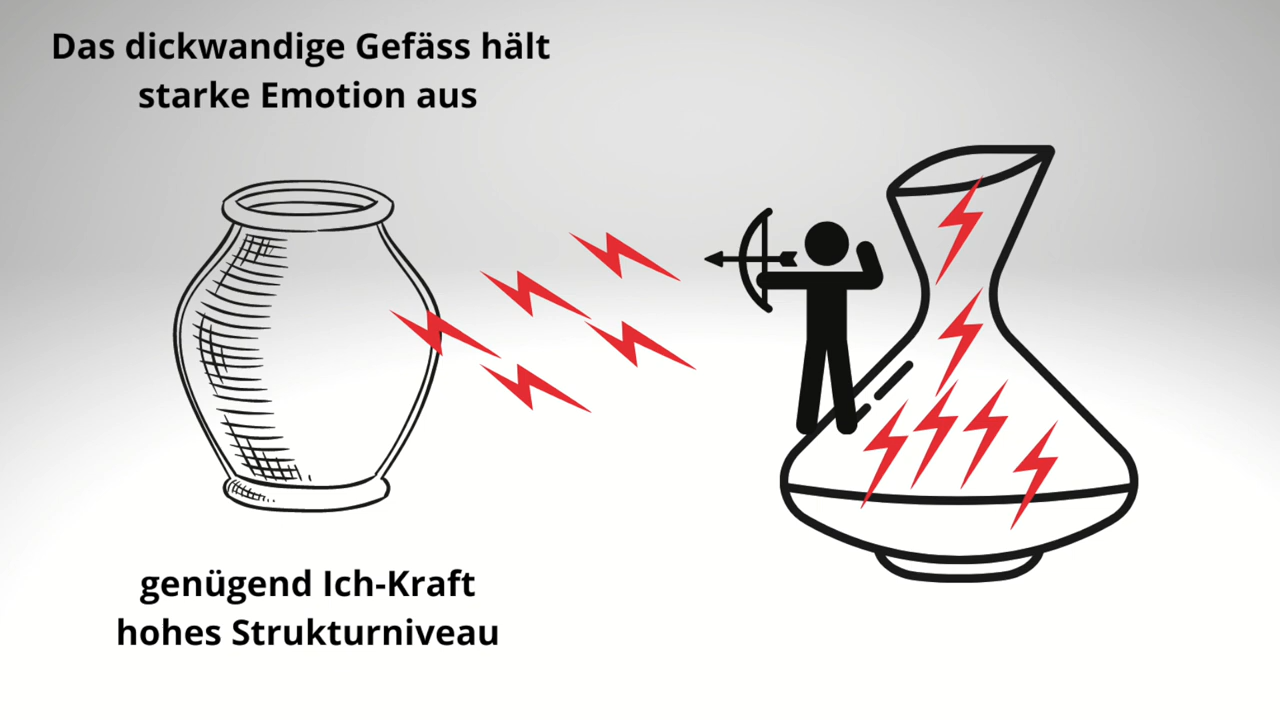 Das dickwandige Gefäss hält
starke Emotion aus
genügend Ich-Kraft
hohes Strukturniveau